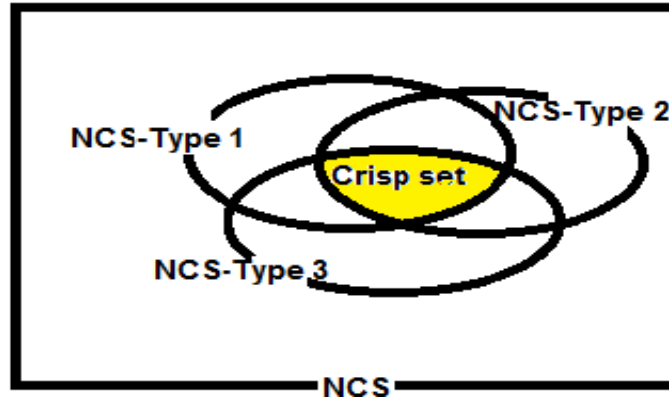 NCS-Type 2
NCS-Type 1
Crisp set
NCS-Type 3
NCS